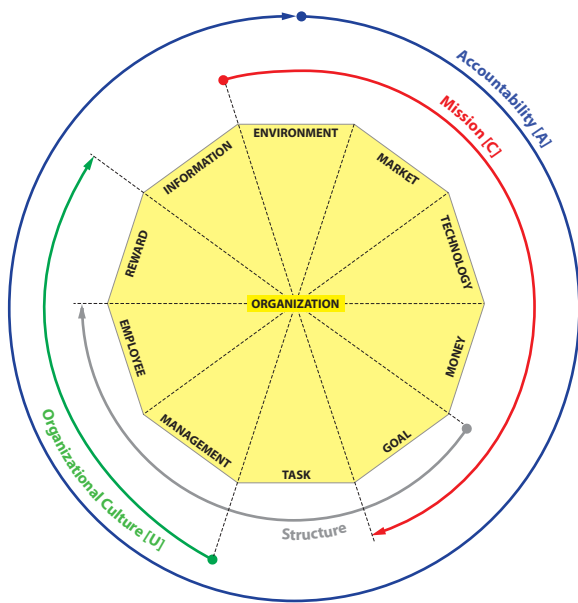 Accountability [A]
Mission [C]
ENVIRONMENT
MARKET
TECHNOLOGY
MONEY
GOAL
TASK
MANAGEMENT
EMPLOYEE
REWARD
INFORMATION
ORGANIZATION
Structure
Organizational Culture [U]